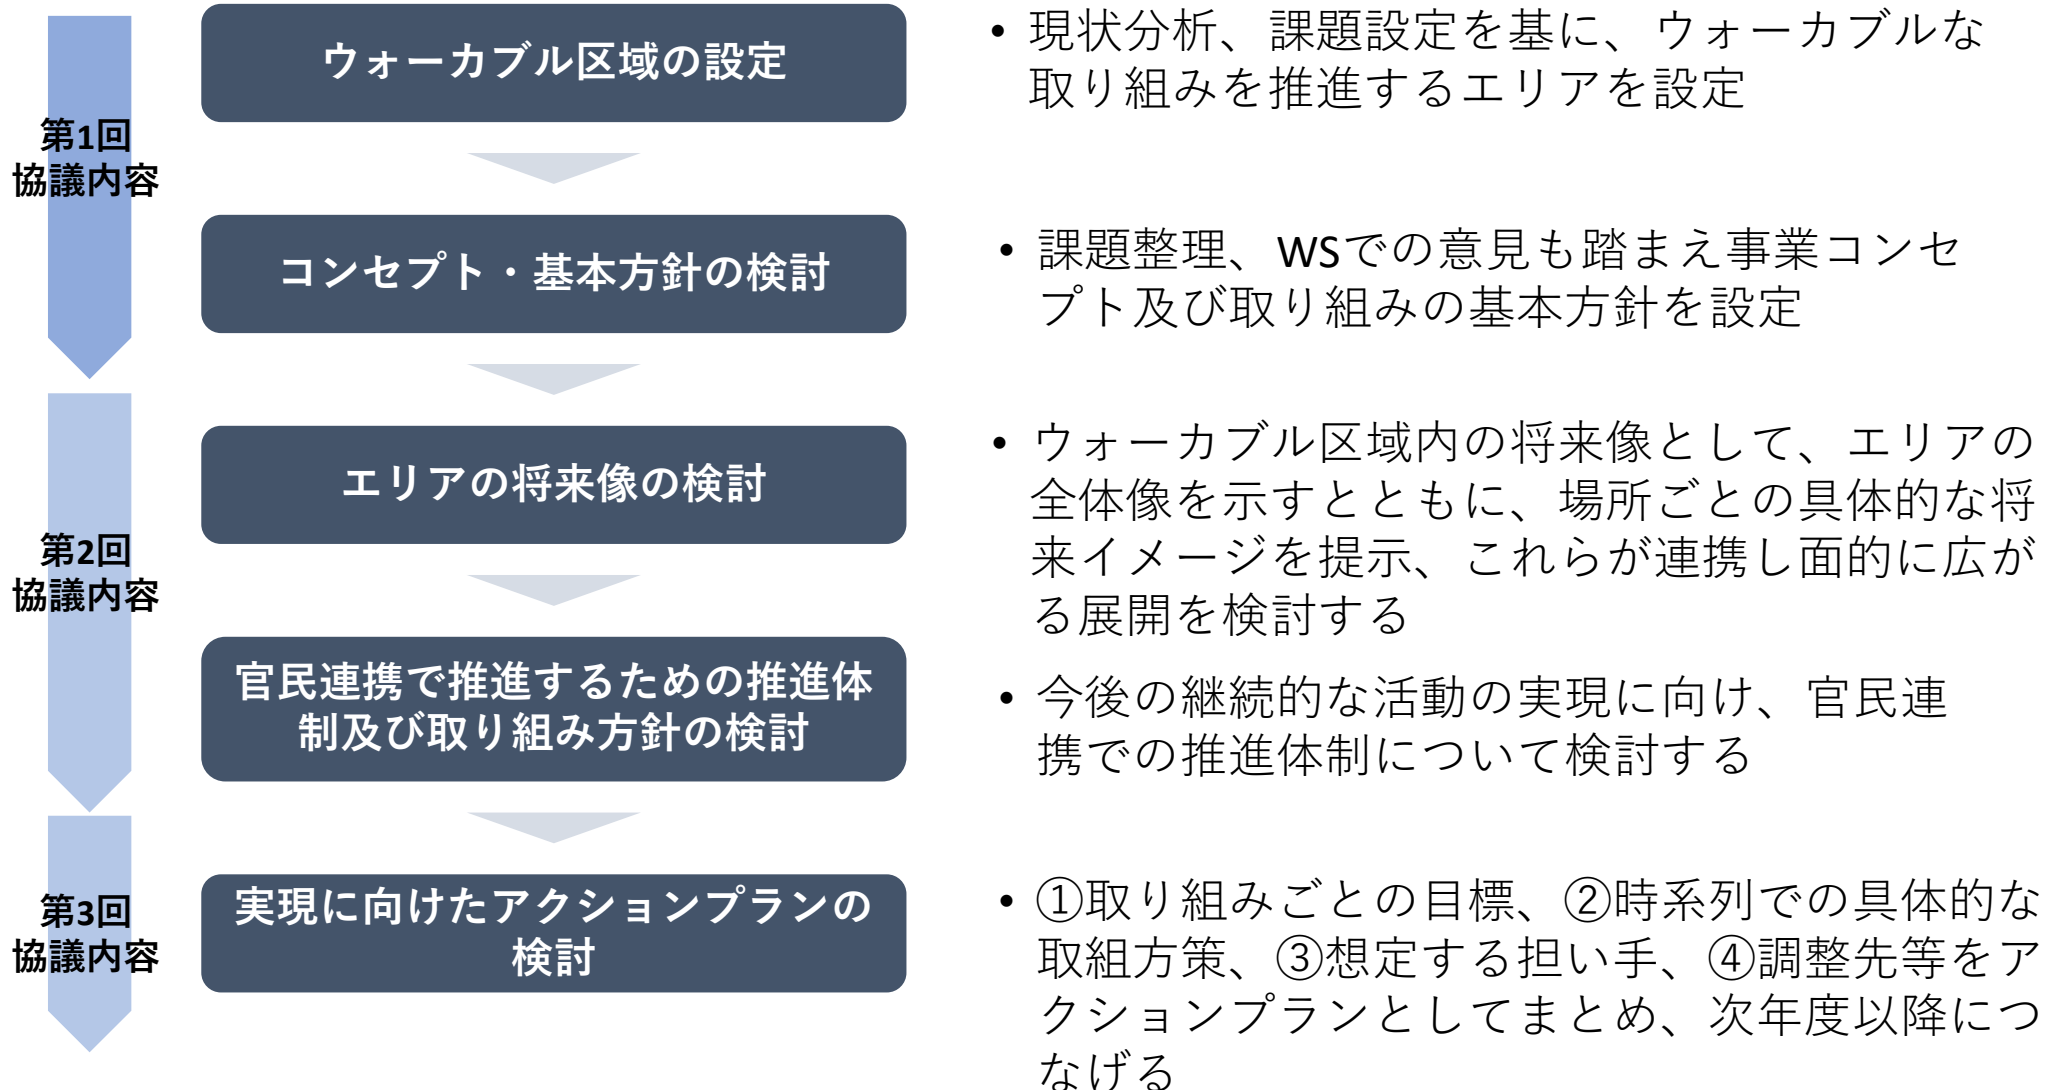 第1回
協議内容
ウォーカブル区域の設定
• 現状分析、課題設定を基に、ウォーカブルな
取り組みを推進するエリアを設定
コンセプト・基本方針の検討
• 課題整理、WSでの意見も踏まえ事業コンセ
プト及び取り組みの基本方針を設定
第2回
協議内容
エリアの将来像の検討
• ウォーカブル区域内の将来像として、エリアの
全体像を示すとともに、場所ごとの具体的な将
来イメージを提示、これらが連携し面的に広が
る展開を検討する
官民連携で推進するための推進体
制及び取り組み方針の検討
• 今後の継続的な活動の実現に向け、官民連
携での推進体制について検討する
第3回
協議内容
実現に向けたアクションプランの
検討
• ①取り組みごとの目標、②時系列での具体的な
取組方策、③想定する担い手、④調整先等をア
クションプランとしてまとめ、次年度以降につ
なげる